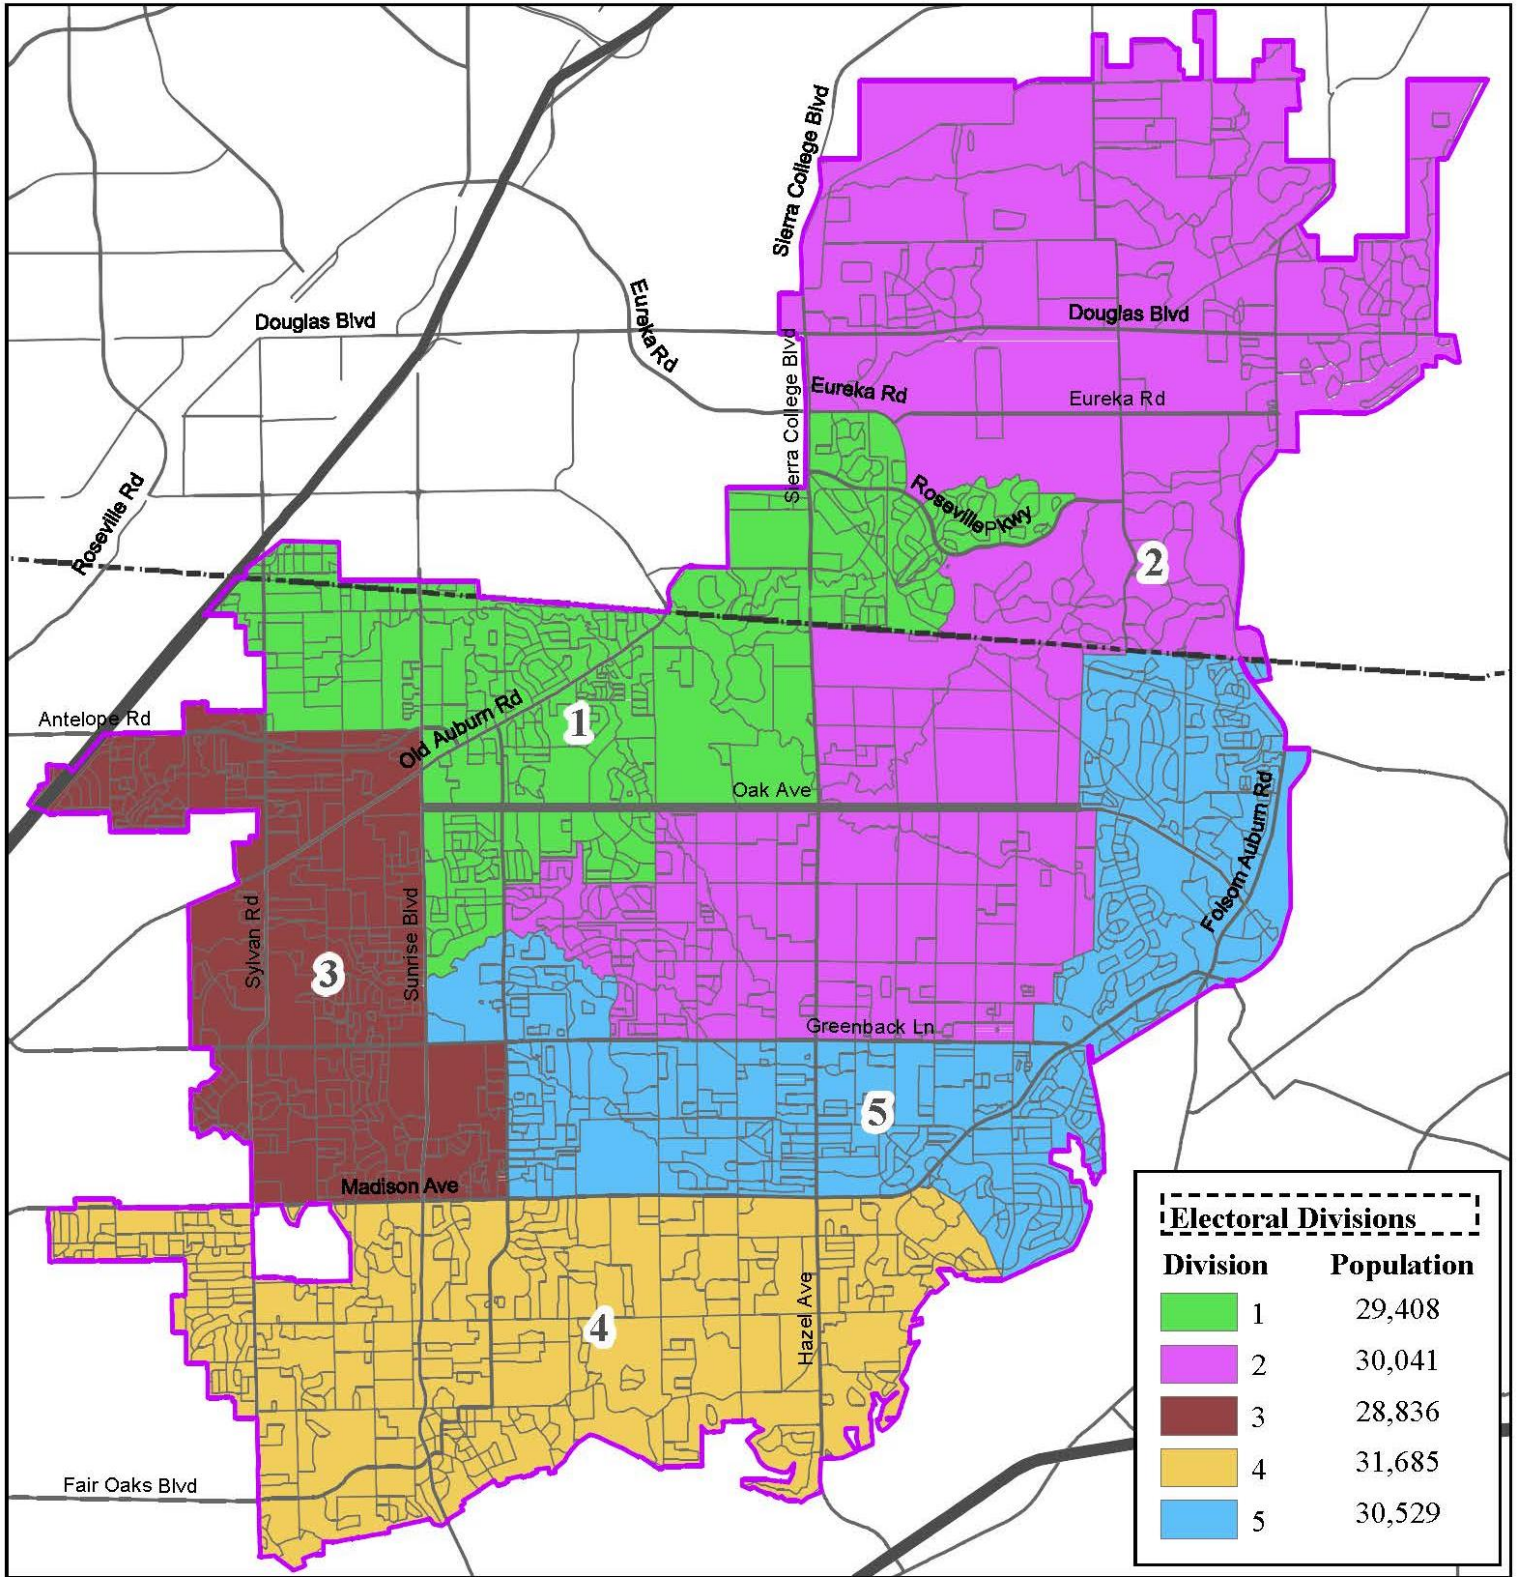 Sierra College Blvd
Eureka Rd
Douglas Blvd
Douglas Blvd
Sierra College Blvd
Eureka Rd
Eureka Rd
Roseville Rd
Roseville Pkwy
2
Antelope Rd
Old Auburn Rd
1
Oak Ave
Folsom Auburn Rd
Sylvan Rd
Sunrise Blvd
3
Greenback Ln
5
Madison Ave
4
Hazel Ave
Fair Oaks Blvd
Electoral Divisions
Division Population
1 29,408
2 30,041
3 28,836
4 31,685
5 30,529